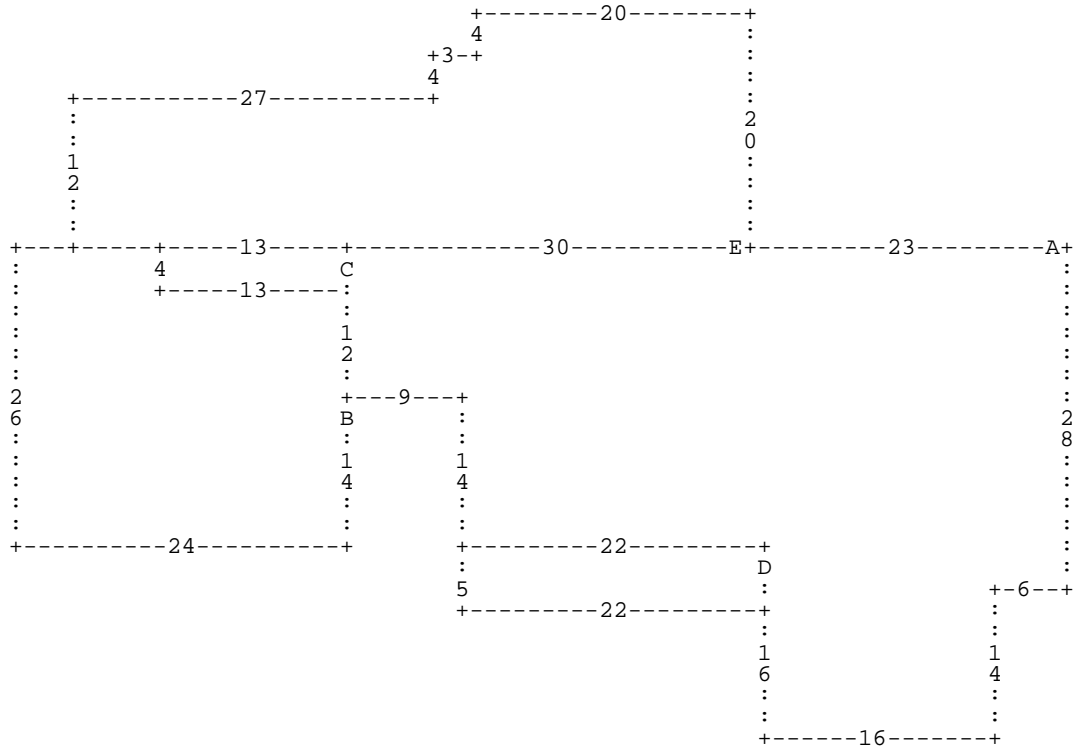 +--------20--------+
                                4                  :
                             +3-+                  :
                             4                     :
    +-----------27-----------+                     :
    :                                              2
    :                                              0
    1                                              :
    2                                              :
    :                                              :
    :                                              :
+---+-----+-----13-----+-------------30-----------E+---------23---------A+
:         4            C                                                 :
:         +-----13-----:                                                 :
:                      :                                                 :
:                      1                                                 :
:                      2                                                 :
:                      :                                                 :
2                      +---9---+                                         :
6                      B       :                                         2
:                      :       :                                         8
:                      1       1                                         :
:                      4       4                                         :
:                      :       :                                         :
:                      :       :                                         :
+----------24----------+       +---------22---------+                    :
                               :                    D                    :
                               5                    :               +-6--+
                               +---------22---------+               :
                                                    :               :
                                                    1               1
                                                    6               4
                                                    :               :
                                                    :               :
                                                    +------16-------+